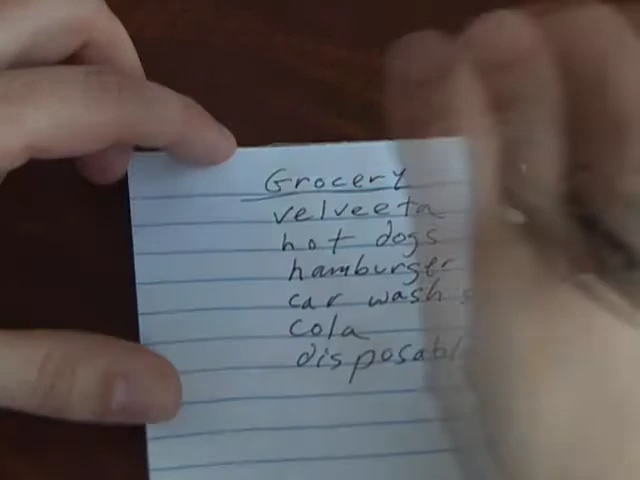 Grocery
velveeta
hot dogs
hamburger
car wash
cola